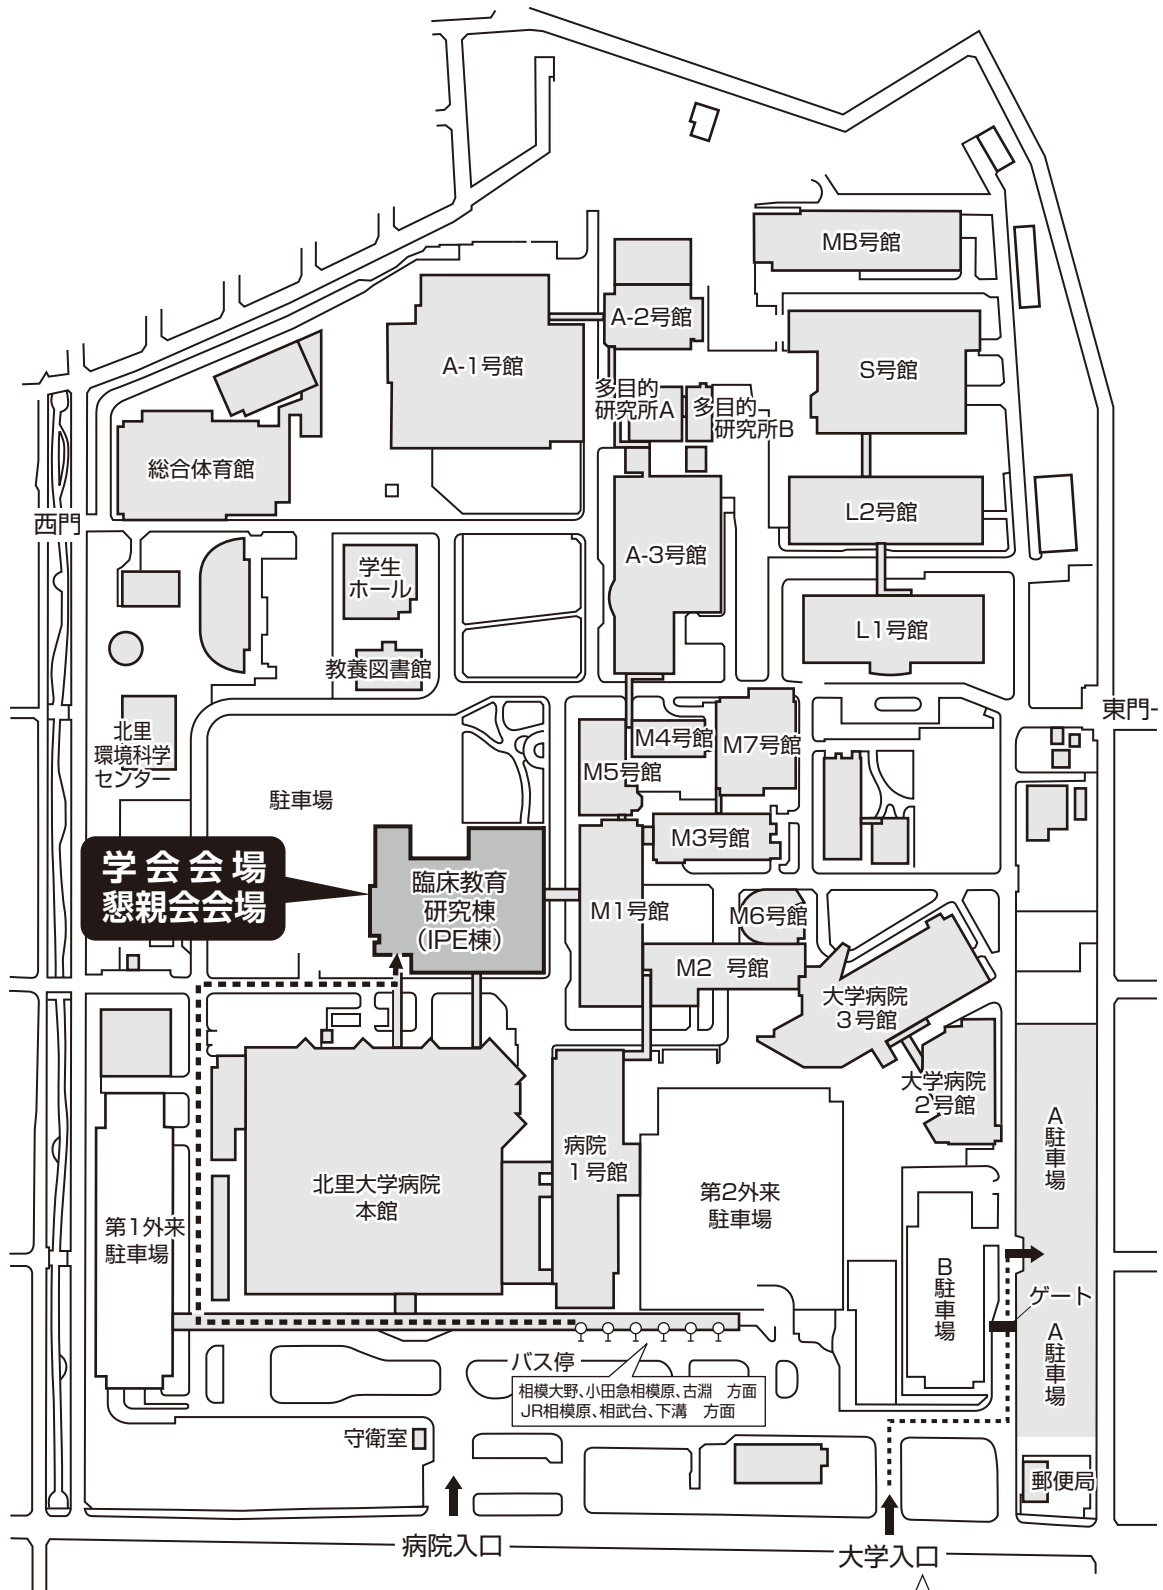 MB号館
A-2号館
A-1号館
S号館
多目的
研究所A
多目的
研究所B
総合体育館
L2号館
西門
A-3号館
学生
ホール
L1号館
教養図書館
東門
北里
環境科学
センター
M4号館
M7号館
M5号館
駐車場
M3号館
学会会場
懇親会会場
臨床教育
研究棟
(IPE棟)
M1号館
M6号館
M2 号館
大学病院
3号館
大学病院
2号館
A駐車場
病院
1号館
北里大学病院
本館
第2外来
駐車場
第1外来
駐車場
B駐車場
ゲート
A駐車場
バス停
相模大野、小田急相模原、古淵 方面
JR相模原、相武台、下溝 方面
守衛室
郵便局
病院入口
大学入口